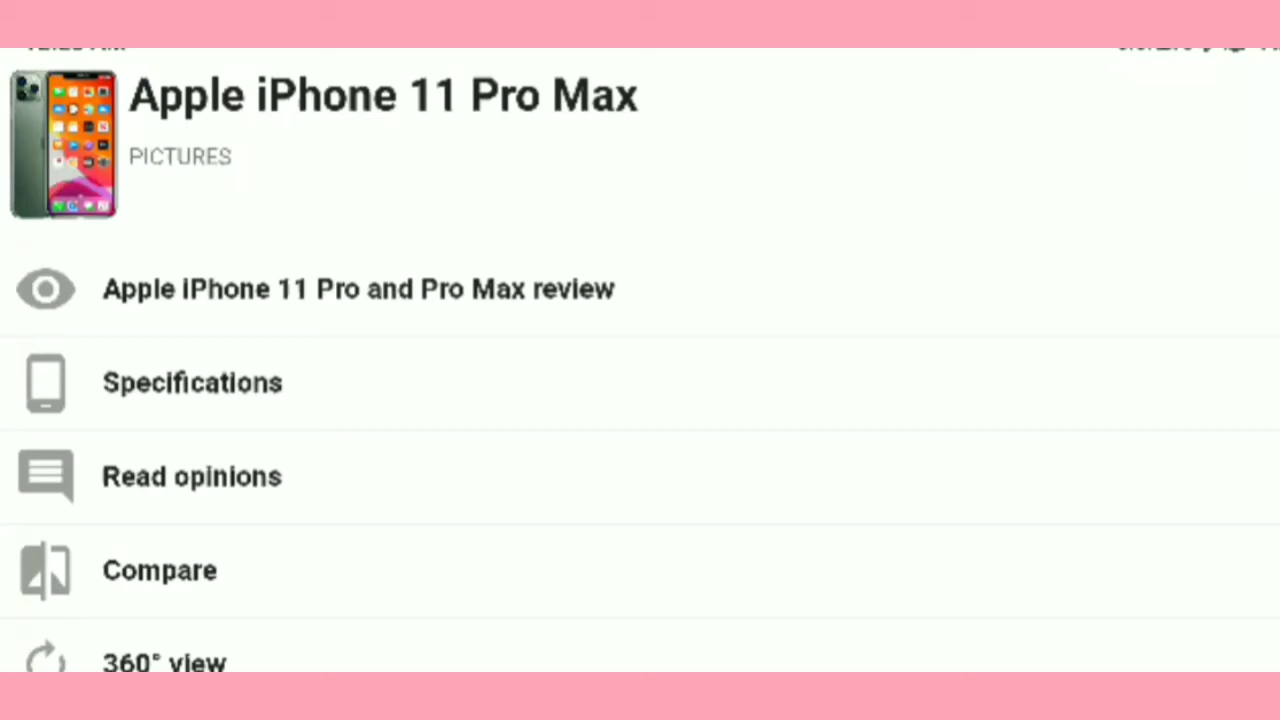 Apple iPhone 11 Pro Max
PICTURES
Apple iPhone 11 Pro and Pro Max review
Specifications
Read opinions
Compare
360° view